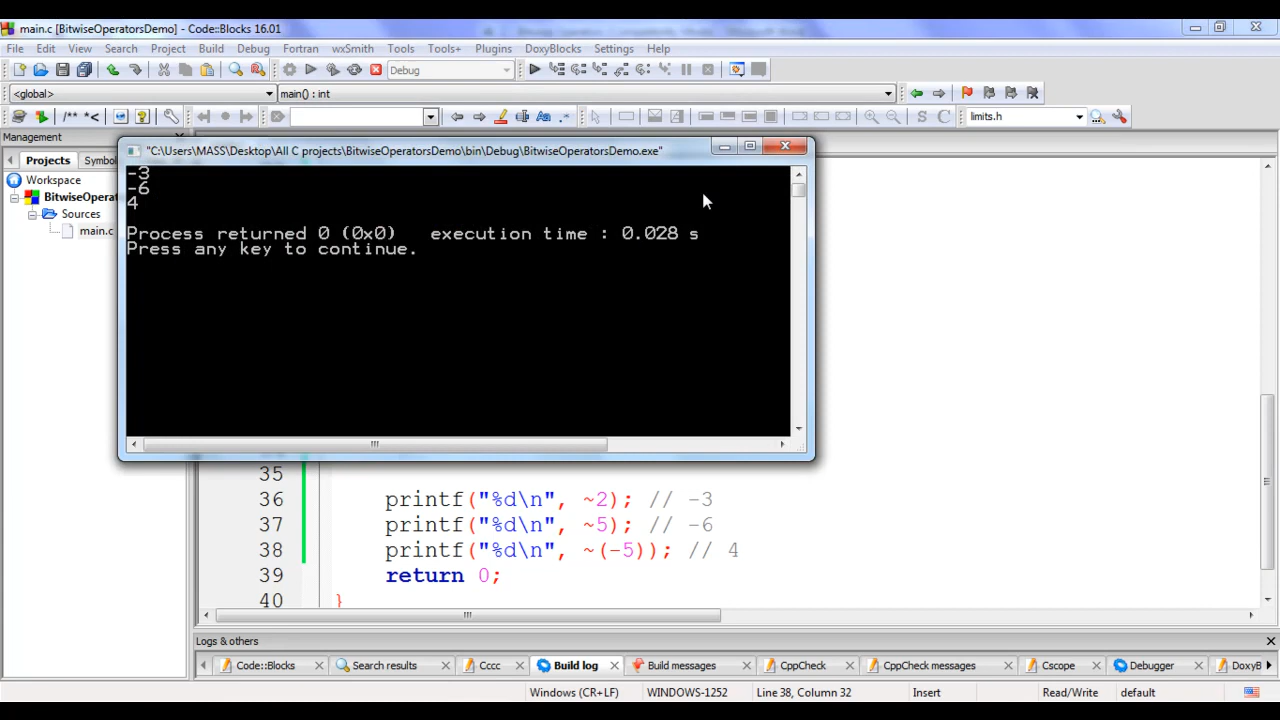 main.c [BitwiseOperatorsDemo] - Code::Blocks 16.01
File Edit View Search Project Build Debug Fortran wxSmith Tools Tools+ Plugins DoxyBlocks Settings Help
Debug
<global> main() : int
/** *< limits.h
Management
"C:\Users\MASS\Desktop\All C projects\BitwiseOperatorsDemo\bin\Debug\BitwiseOperatorsDemo.exe"
Projects Symbo
Workspace
BitwiseOperat
Sources
main.c
-3
-6
4
Process returned 0 (0x0)   execution time : 0.028 s
Press any key to continue.
35
36 printf("%d\n", ~2); // -3
37 printf("%d\n", ~5); // -6
38 printf("%d\n", ~(-5)); // 4
39 return 0;
40 }
Logs & others
Code::Blocks Search results Cccc Build log Build messages CppCheck CppCheck messages Cscope Debugger DoxyB
Windows (CR+LF) WINDOWS-1252 Line 38, Column 32 Insert Read/Write default